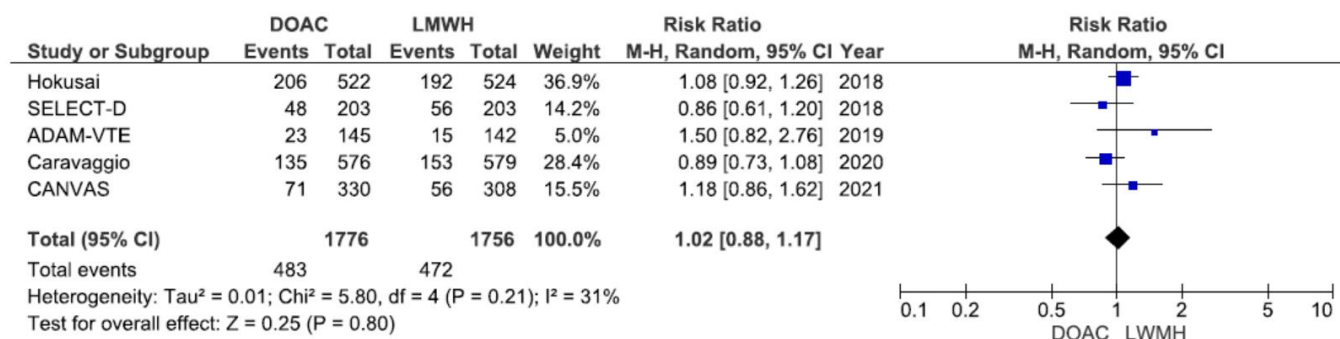 DOAC LMWH Risk Ratio Risk Ratio
Study or Subgroup Events Total Events Total Weight M-H, Random, 95% CI Year M-H, Random, 95% CI
Hokusai 206 522 192 524 36.9% 1.08 [0.92, 1.26] 2018
SELECT-D 48 203 56 203 14.2% 0.86 [0.61, 1.20] 2018
ADAM-VTE 23 145 15 142 5.0% 1.50 [0.82, 2.76] 2019
Caravaggio 135 576 153 579 28.4% 0.89 [0.73, 1.08] 2020
CANVAS 71 330 56 308 15.5% 1.18 [0.86, 1.62] 2021
Total (95% CI) 1776 1756 100.0% 1.02 [0.88, 1.17]
Total events 483 472
Heterogeneity: Tau² = 0.01; Chi² = 5.80, df = 4 (P = 0.21); I² = 31%
Test for overall effect: Z = 0.25 (P = 0.80)
0.1 0.2 0.5 1 2 5 10
DOAC LWMH